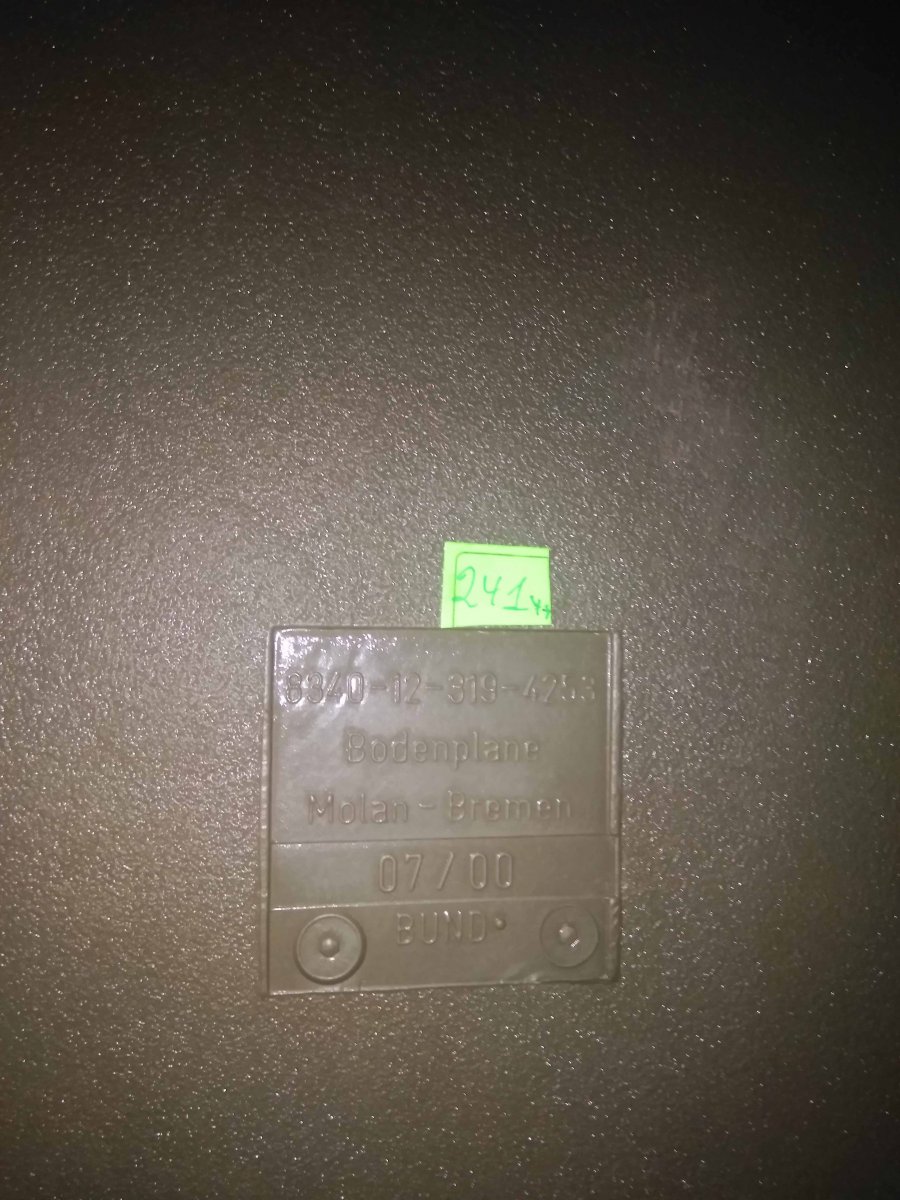 241
8340-12-319-4253
Bodenplane
Molan - Bremen
07/00
BUND